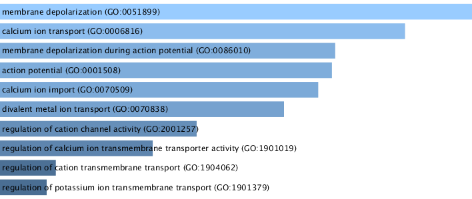 membrane depolarization (GO:0051899)
calcium ion transport (GO:0006816)
membrane depolarization during action potential (GO:0086010)
action potential (GO:0001508)
calcium ion import (GO:0070509)
divalent metal ion transport (GO:0070838)
regulation of cation channel activity (GO:2001257)
regulation of calcium ion transmembrane transporter activity (GO:1901019)
regulation of cation transmembrane transport (GO:1904062)
regulation of potassium ion transmembrane transport (GO:1901379)